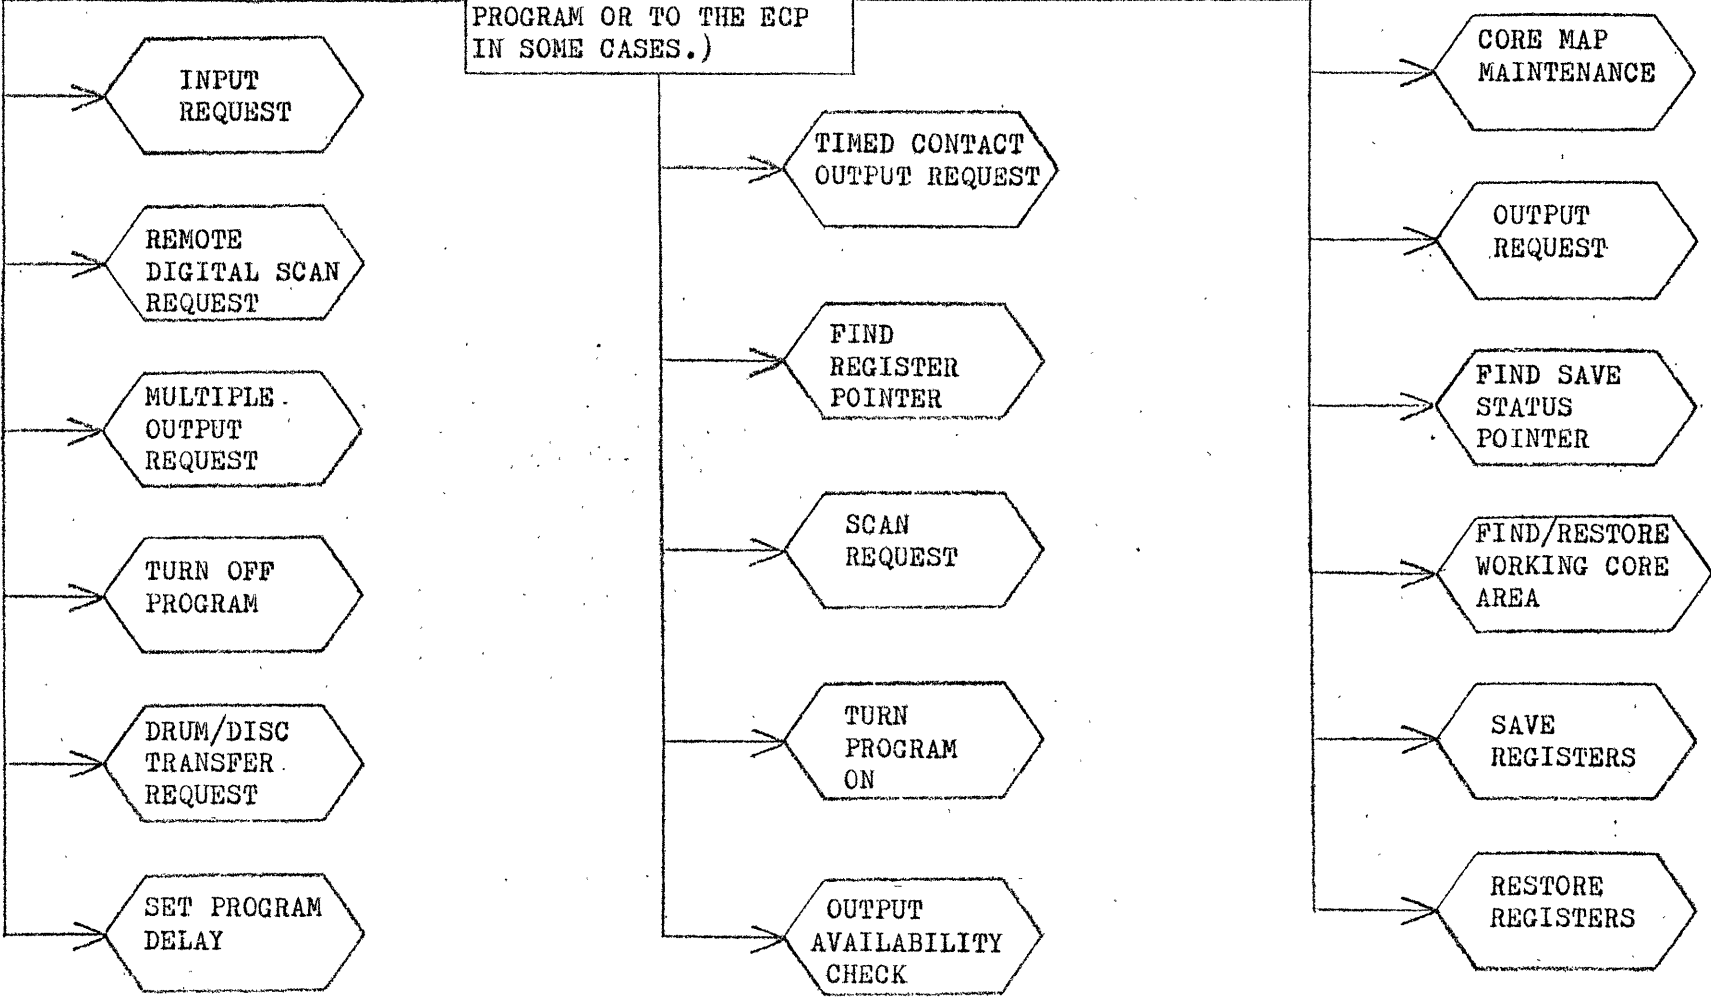 PROGRAM OR TO THE ECP
IN SOME CASES.)
INPUT
REQUEST
REMOTE
DIGITAL SCAN
REQUEST
MULTIPLE
OUTPUT
REQUEST
TURN OFF
PROGRAM
DRUM/DISC
TRANSFER
REQUEST
SET PROGRAM
DELAY
TIMED CONTACT
OUTPUT REQUEST
FIND
REGISTER
POINTER
SCAN
REQUEST
TURN
PROGRAM
ON
OUTPUT
AVAILABILITY
CHECK
CORE MAP
MAINTENANCE
OUTPUT
REQUEST
FIND SAVE
STATUS
POINTER
FIND/RESTORE
WORKING CORE
AREA
SAVE
REGISTERS
RESTORE
REGISTERS